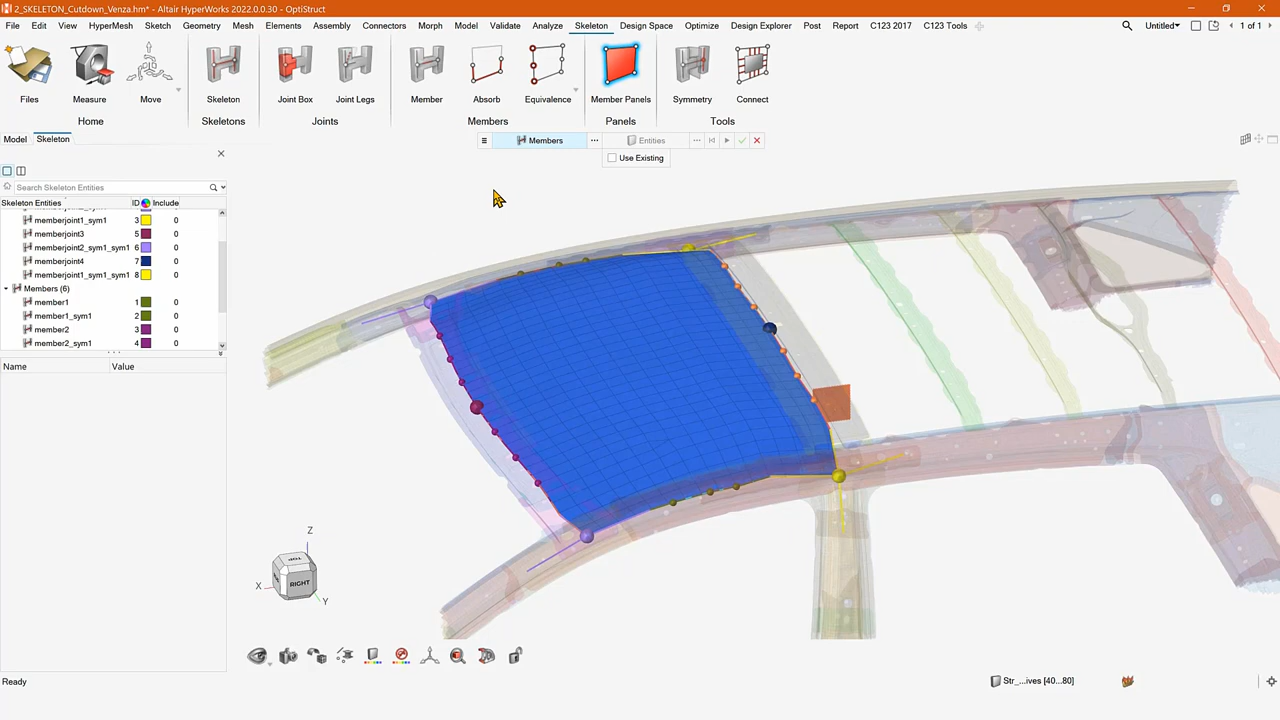 2_SKELETON_Cutdown_Venza.hm* - Altair HyperWorks 2022.0.0.30 - OptiStruct
File Edit View HyperMesh Sketch Geometry Mesh Elements Assembly Connectors Morph Model Validate Analyze Skeleton Design Space Optimize Design Explorer Post Report C123 2017 C123 Tools Untitled 1 of 1
Files Measure Move Skeleton Joint Box Joint Legs Member Absorb Equivalence Member Panels Symmetry Connect
Home Skeletons Joints Members Panels Tools
Model Skeleton Members Entities
Use Existing
Search Skeleton Entities
Skeleton Entities ID Include
memberjoint1_sym1 3 0
memberjoint3 5 0
memberjoint2_sym1_sym1 6 0
memberjoint4 7 0
memberjoint1_sym1_sym1 8 0
Members (6)
member1 1 0
member1_sym1 2 0
member2 3 0
member2_sym1 4 0
Name Value
Z
TOP
RIGHT
X
Y
Ready Str_...ives [40...80]